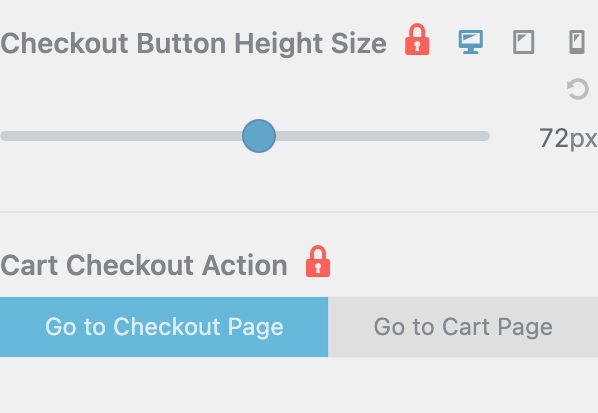 Checkout Button Height Size
72px
Cart Checkout Action
Go to Checkout Page
Go to Cart Page